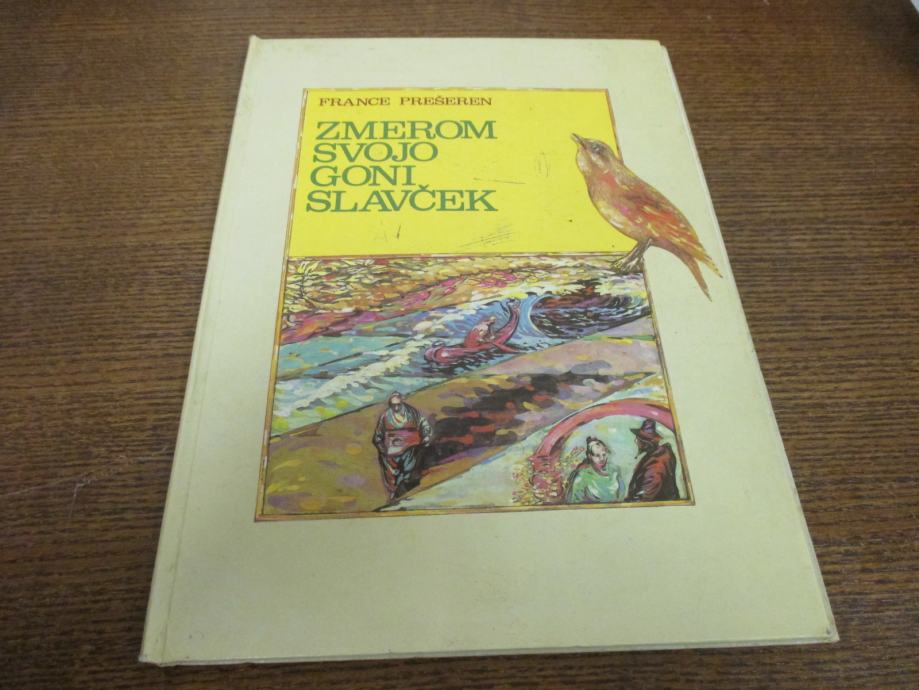 FRANCE PREŠEREN
ZMEROM
SVOJO
GONI
SLAVČEK